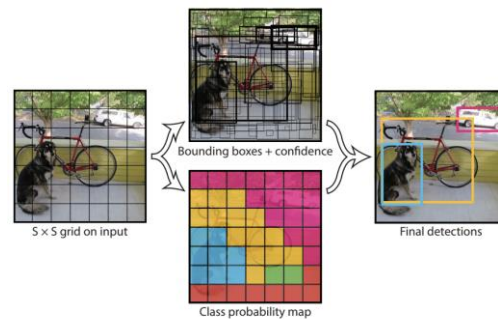 S × S grid on input
Bounding boxes + confidence
Class probability map
Final detections